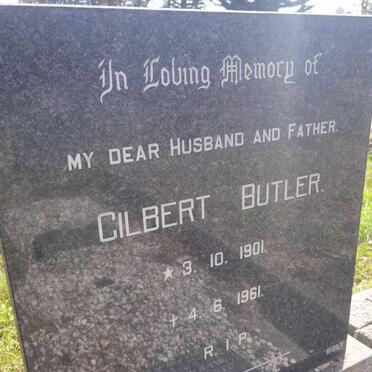 In Loving Memory of
MY DEAR HUSBAND AND FATHER.
GILBERT BUTLER.
★ 3. 10. 1901.
† 4. 6. 1961.
R. I. P.